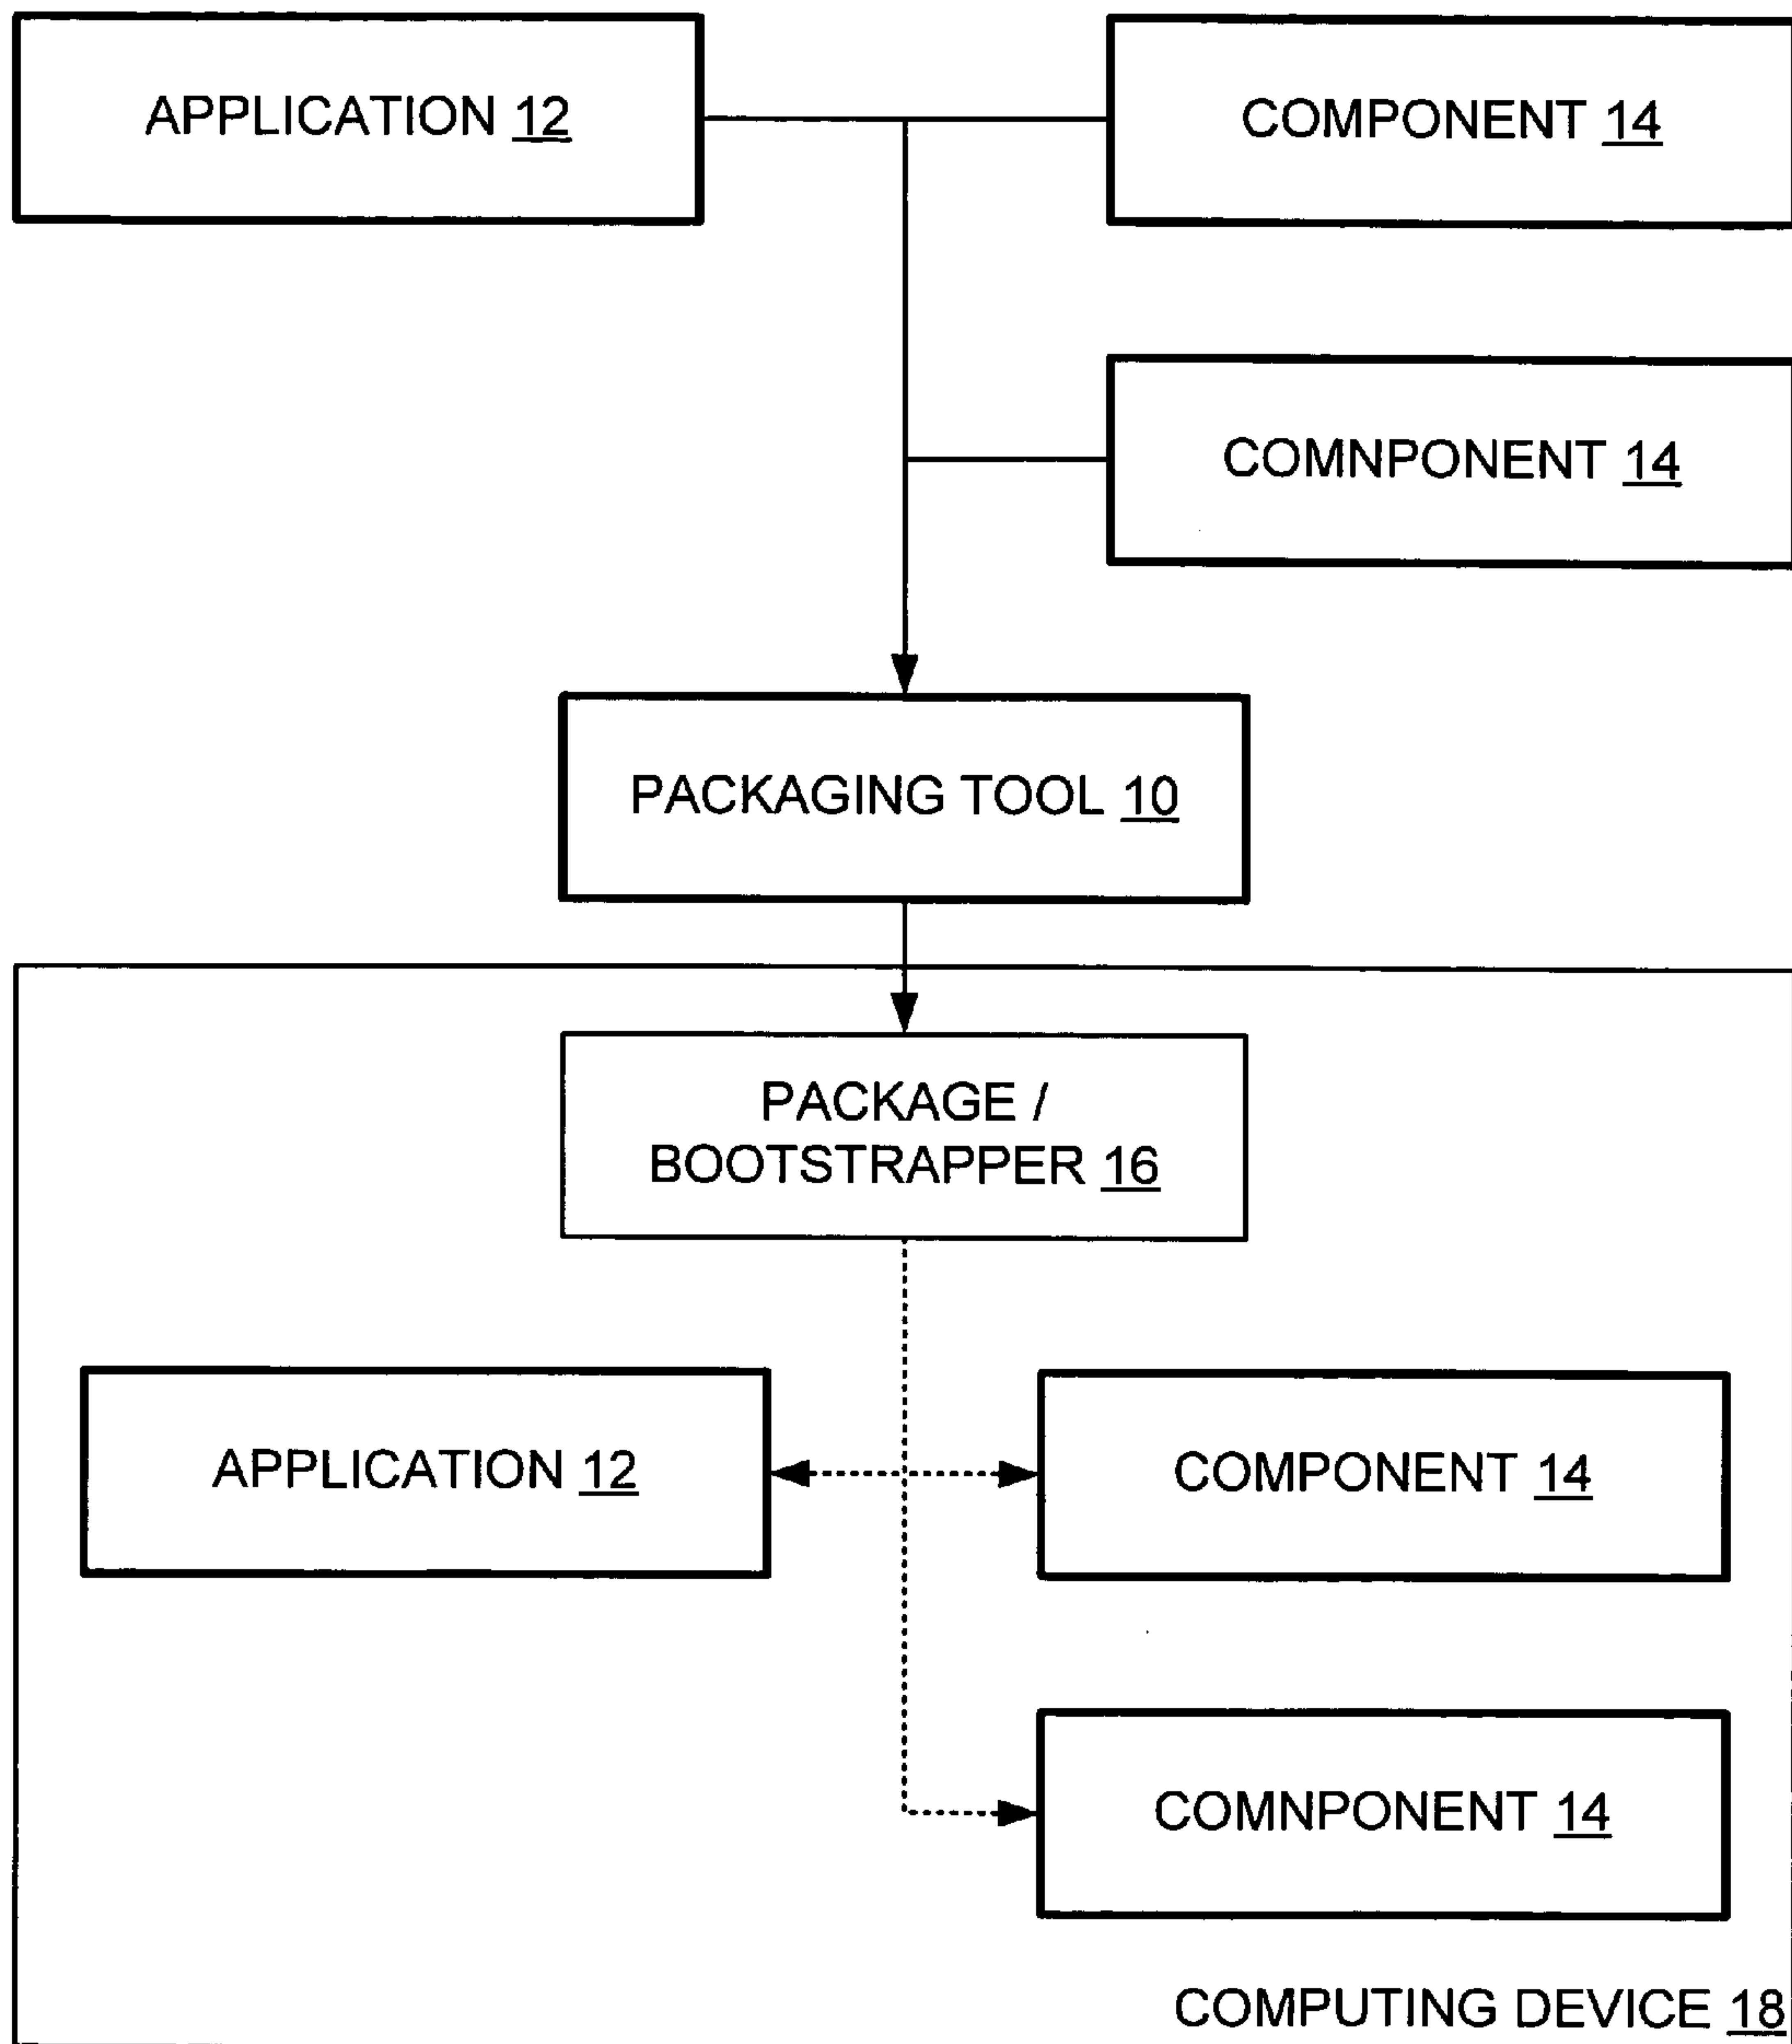 APPLICATION 12
COMPONENT 14
COMNPONENT 14
PACKAGING TOOL 10
PACKAGE /
BOOTSTRAPPER 16
APPLICATION 12
COMPONENT 14
COMNPONENT 14
COMPUTING DEVICE 18